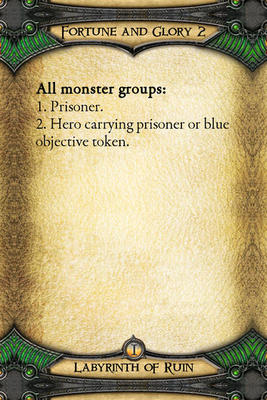 Fortune and Glory 2
All monster groups:
1. Prisoner.
2. Hero carrying prisoner or blue
objective token.
1
Labyrinth of Ruin